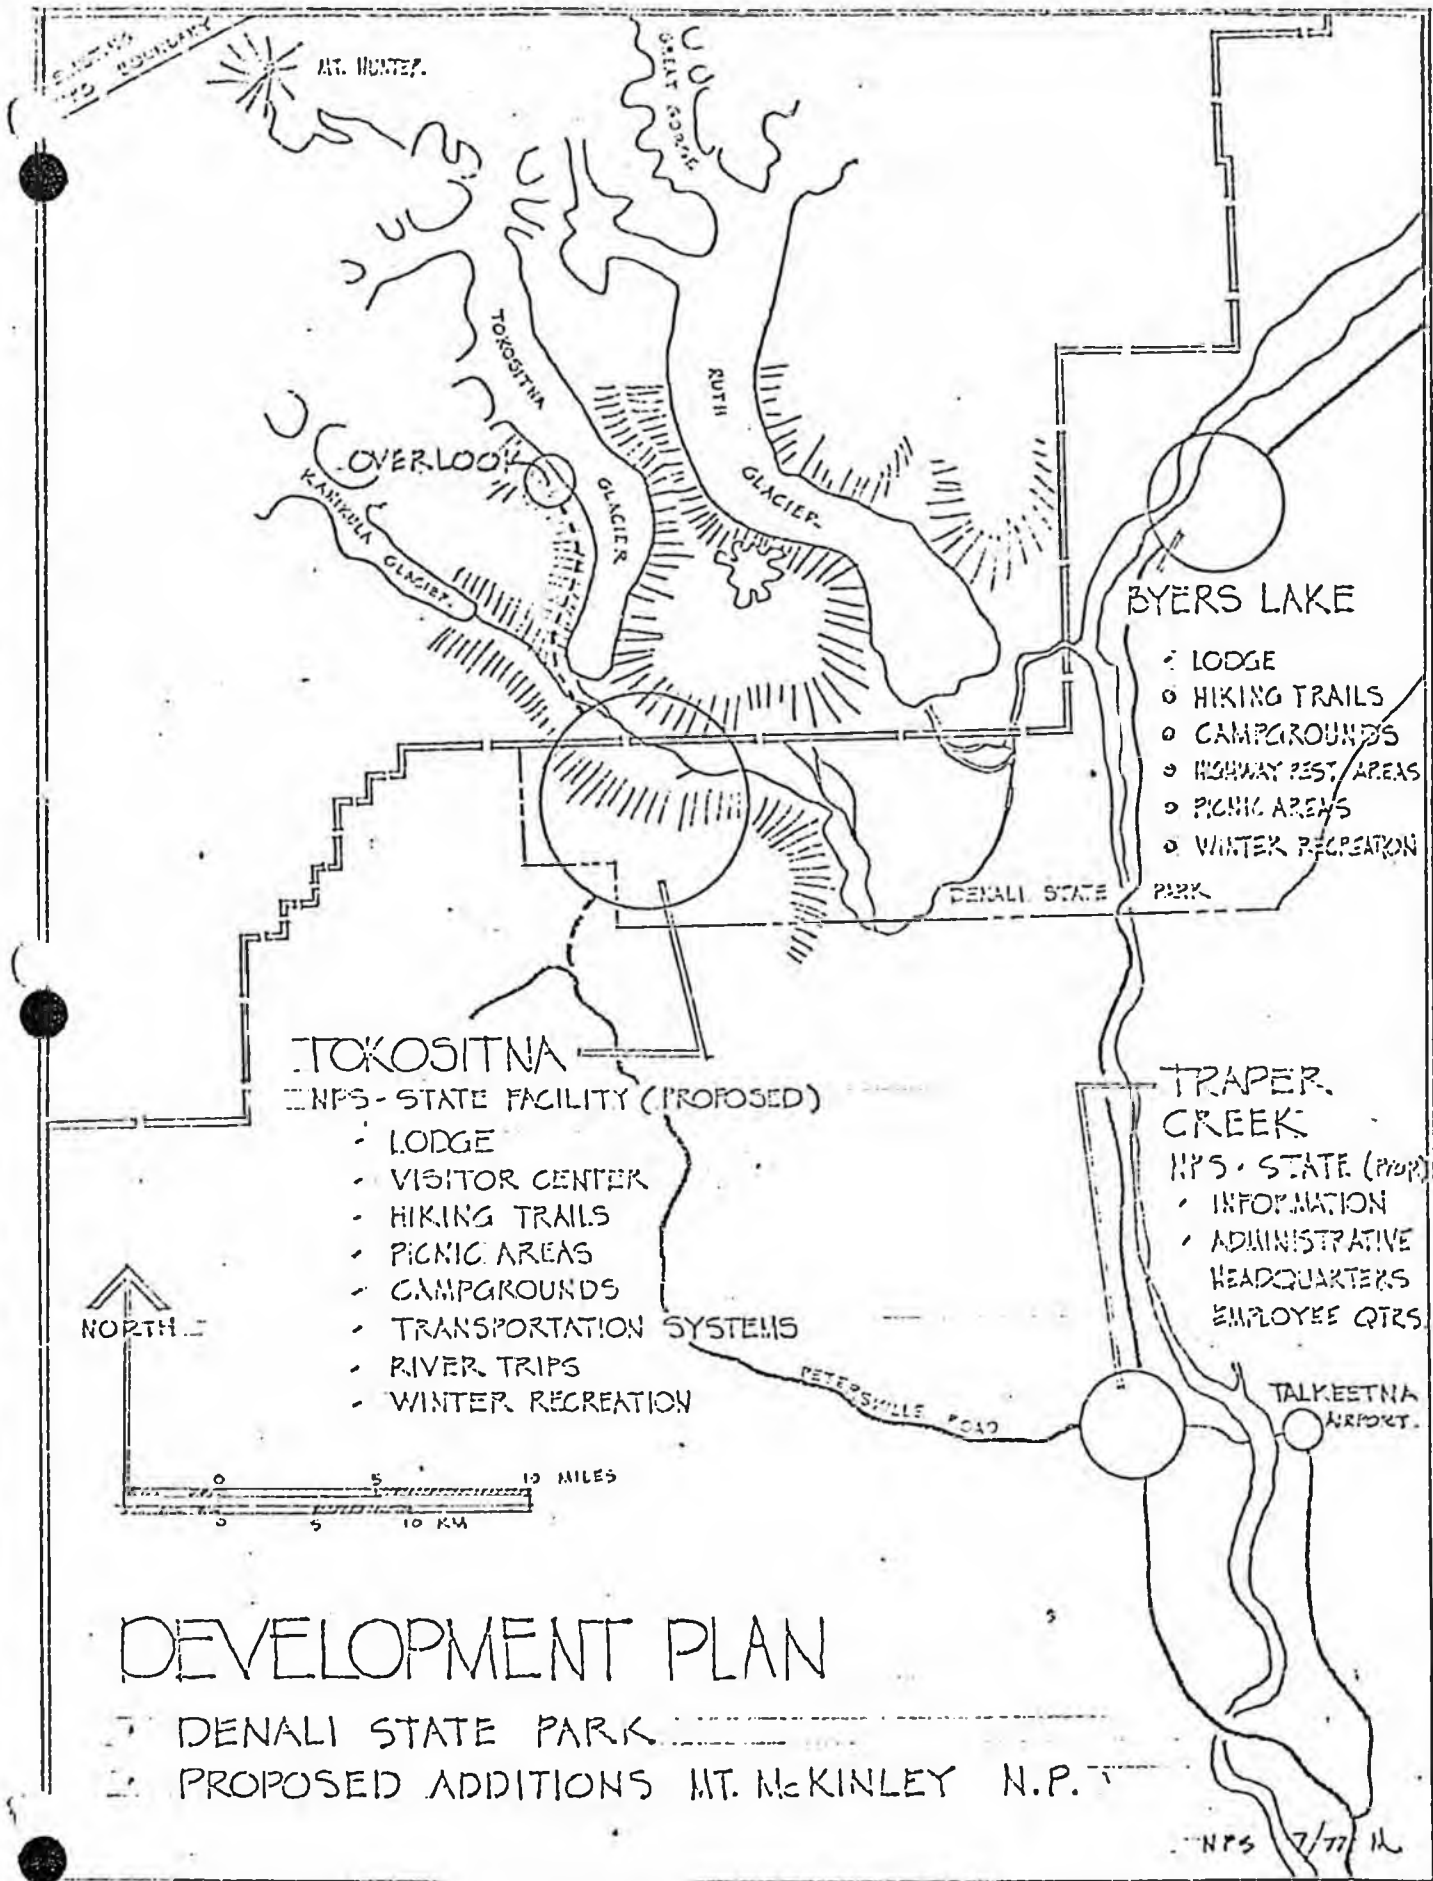 BOUNDARY
MT. HUNTER.
GREAT GORGE
TOKOSITNA
GLACIER
RUTH
GLACIER.
OVERLOOK
KANIKULA GLACIER.
BYERS LAKE
LODGE
HIKING TRAILS
CAMPGROUNDS
HIGHWAY REST AREAS
PICNIC AREAS
WINTER RECREATION
DENALI STATE PARK
TOKOSITNA
NPS - STATE FACILITY (PROPOSED)
LODGE
VISITOR CENTER
HIKING TRAILS
PICNIC AREAS
CAMPGROUNDS
TRANSPORTATION SYSTEMS
RIVER TRIPS
WINTER RECREATION
TRAPER
CREEK
NPS - STATE (PROP.)
INFORMATION
ADMINISTRATIVE
HEADQUARTERS
EMPLOYEE QTRS.
NORTH
PETERSVILLE ROAD
TALKEETNA
AIRPORT.
0 5 10 MILES
0 5 10 KM
DEVELOPMENT PLAN
DENALI STATE PARK
PROPOSED ADDITIONS MT. McKINLEY N.P.
NPS 7/77